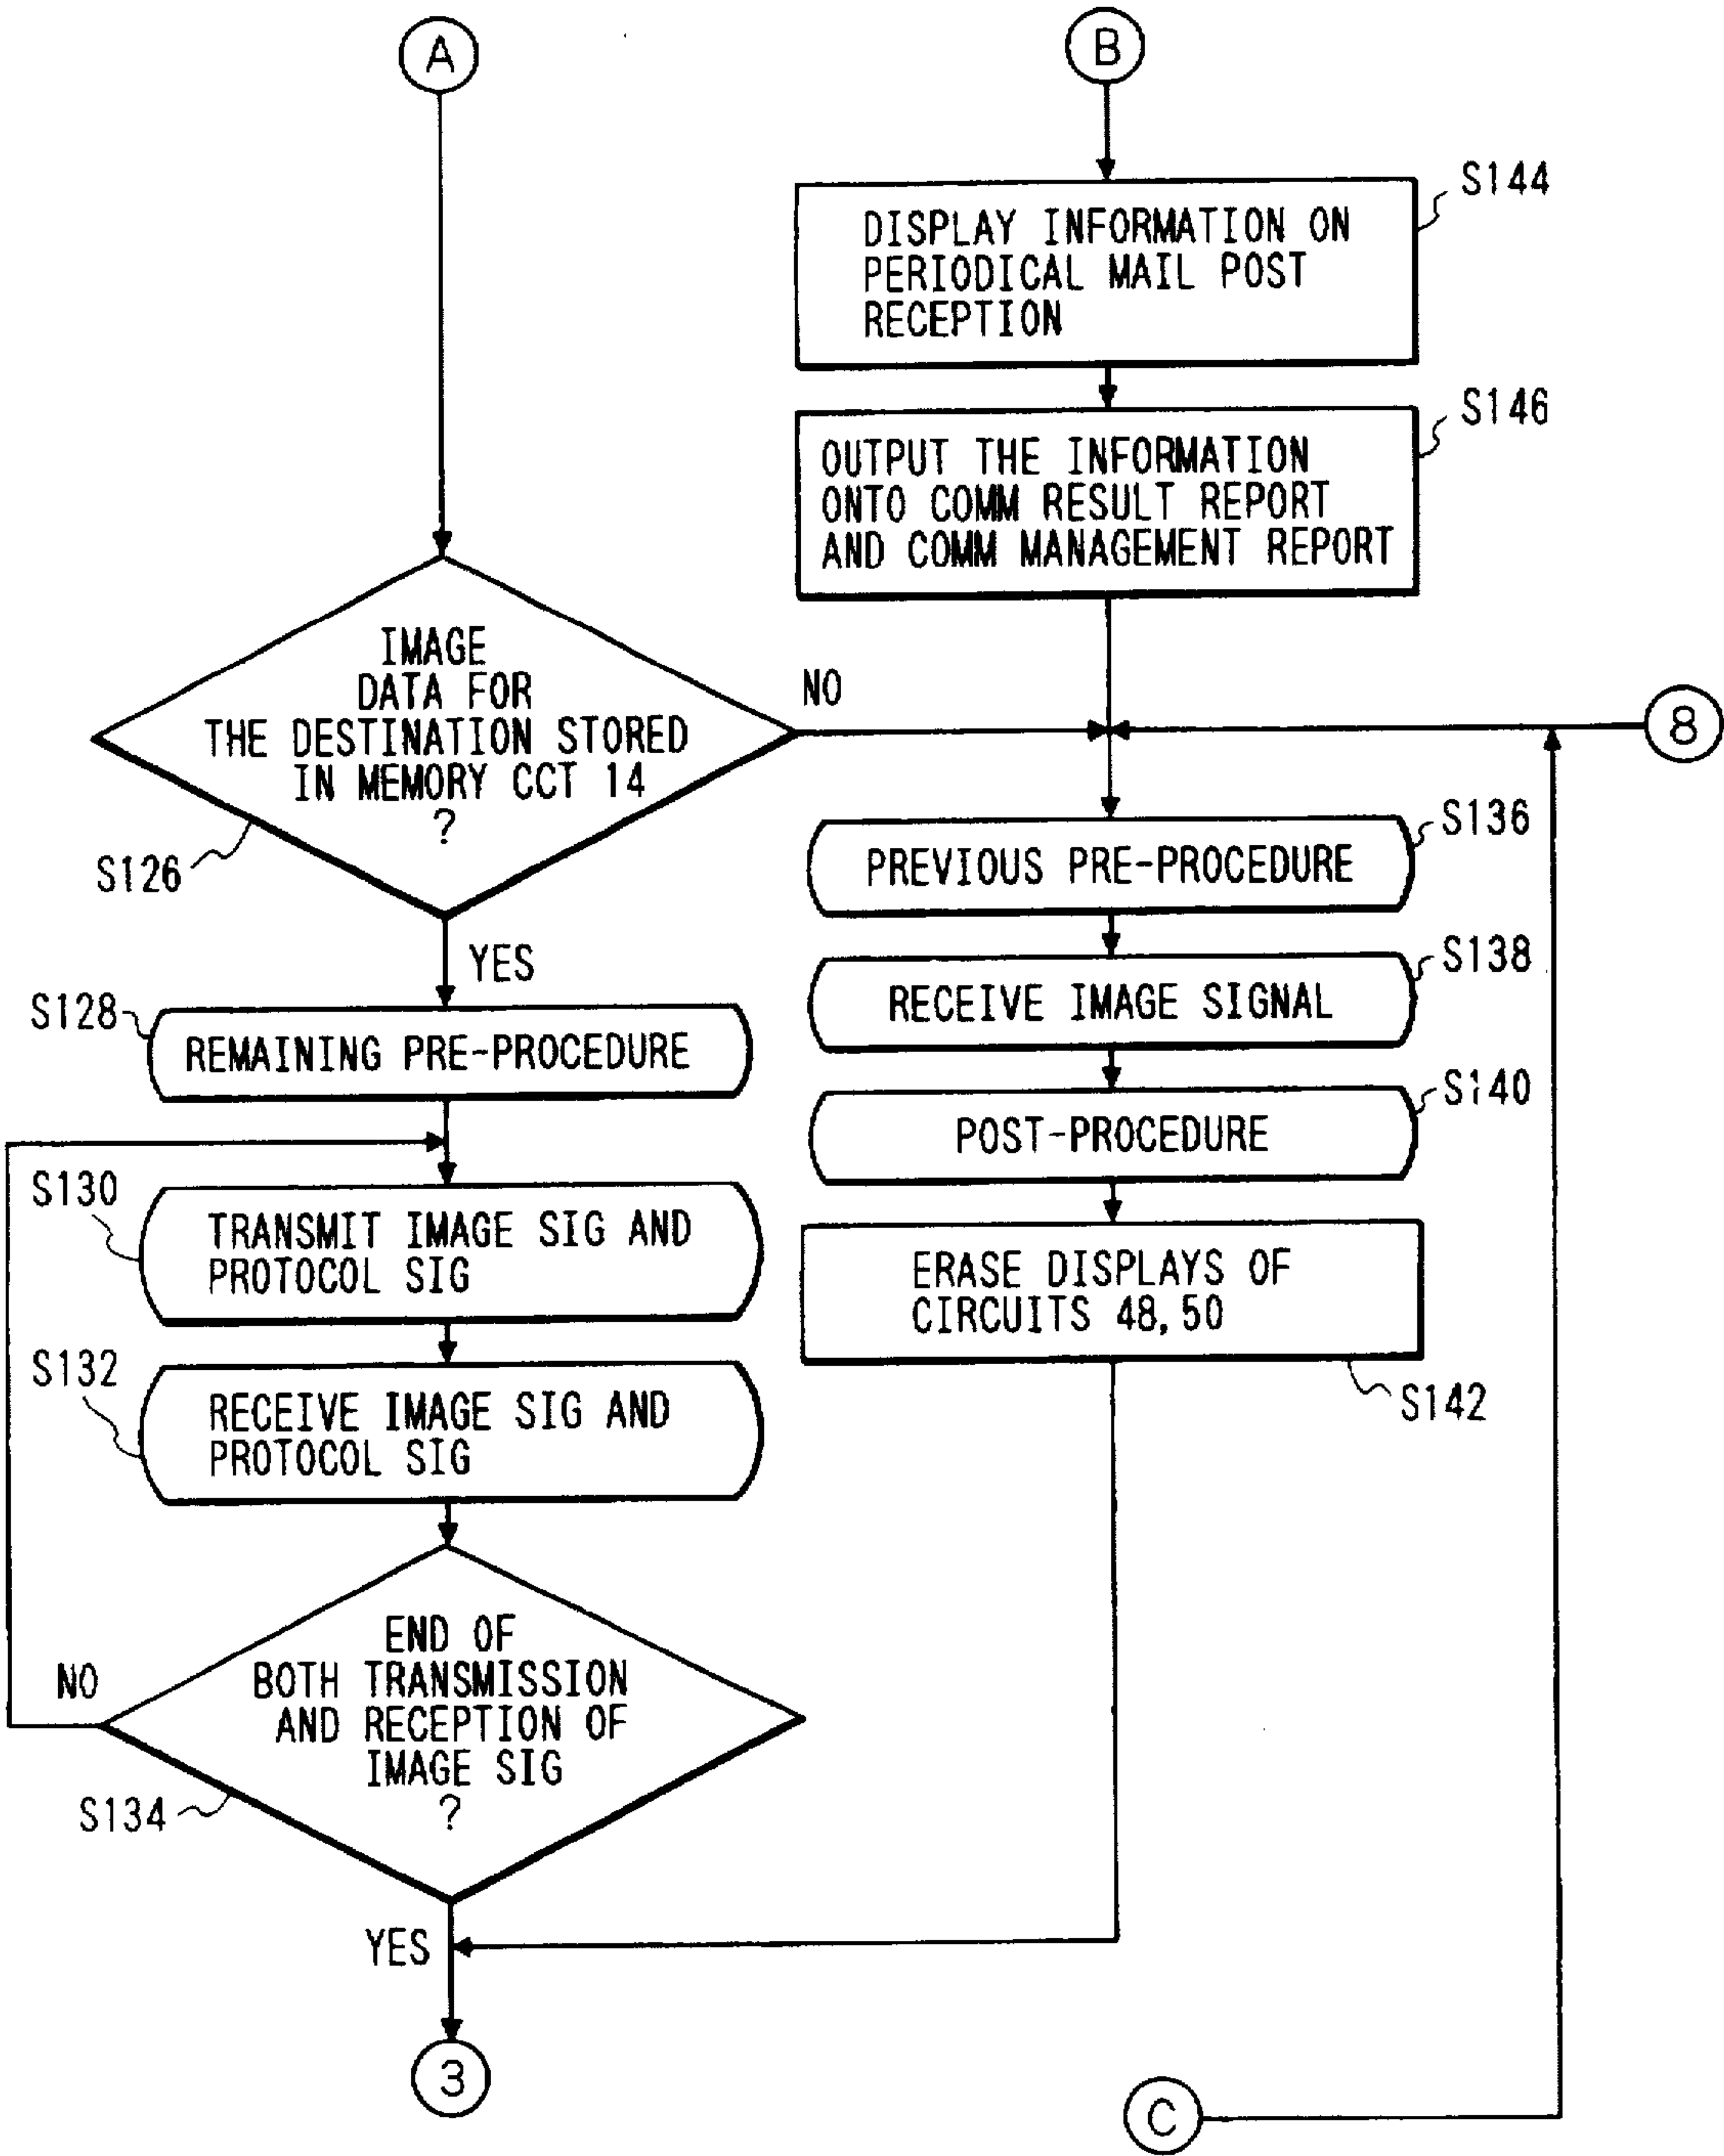 A
IMAGE
DATA FOR
THE DESTINATION STORED
IN MEMORY CCT 14
?
S126
NO
YES
S128
REMAINING PRE-PROCEDURE
S130
TRANSMIT IMAGE SIG AND
PROTOCOL SIG
S132
RECEIVE IMAGE SIG AND
PROTOCOL SIG
END OF
BOTH TRANSMISSION
AND RECEPTION OF
IMAGE SIG
?
S134
NO
YES
3
B
S144
DISPLAY INFORMATION ON
PERIODICAL MAIL POST
RECEPTION
S146
OUTPUT THE INFORMATION
ONTO COMM RESULT REPORT
AND COMM MANAGEMENT REPORT
8
S136
PREVIOUS PRE-PROCEDURE
S138
RECEIVE IMAGE SIGNAL
S140
POST-PROCEDURE
ERASE DISPLAYS OF
CIRCUITS 48,50
S142
C